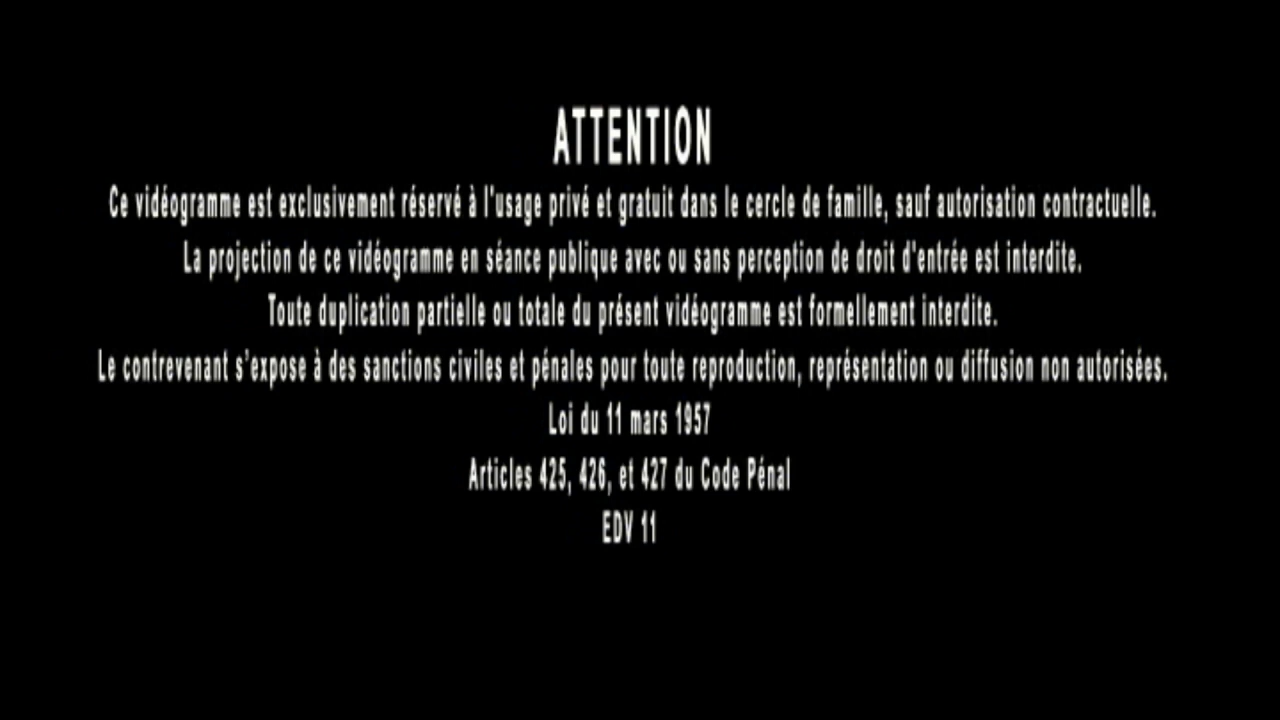 ATTENTION
Ce vidéogramme est exclusivement réservé à l'usage privé et gratuit dans le cercle de famille, sauf autorisation contractuelle.
La projection de ce vidéogramme en séance publique avec ou sans perception de droit d'entrée est interdite.
Toute duplication partielle ou totale du présent vidéogramme est formellement interdite.
Le contrevenant s'expose à des sanctions civiles et pénales pour toute reproduction, représentation ou diffusion non autorisées.
Loi du 11 mars 1957
Articles 425, 426, et 427 du Code Pénal
EDV 11